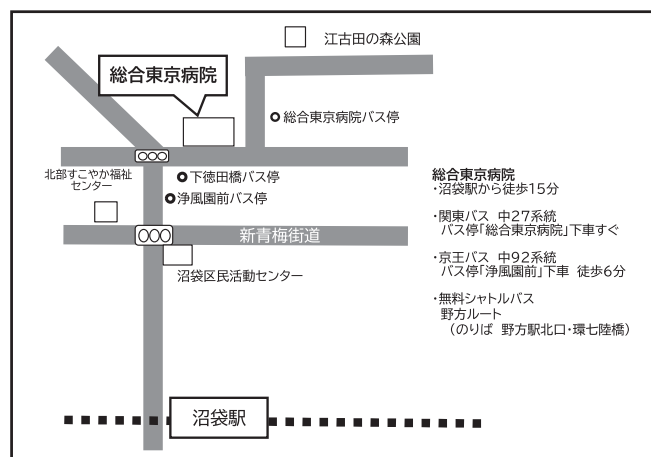 江古田の森公園
総合東京病院
総合東京病院バス停
下徳田橋バス停
北部すこやか福祉
センター
浄風園前バス停
新青梅街道
沼袋区民活動センター
沼袋駅
総合東京病院
・沼袋駅から徒歩15分
・関東バス 中27系統
バス停「総合東京病院」下車すぐ
・京王バス 中92系統
バス停「浄風園前」下車 徒歩6分
・無料シャトルバス
野方ルート
（のりば 野方駅北口・環七陸橋）